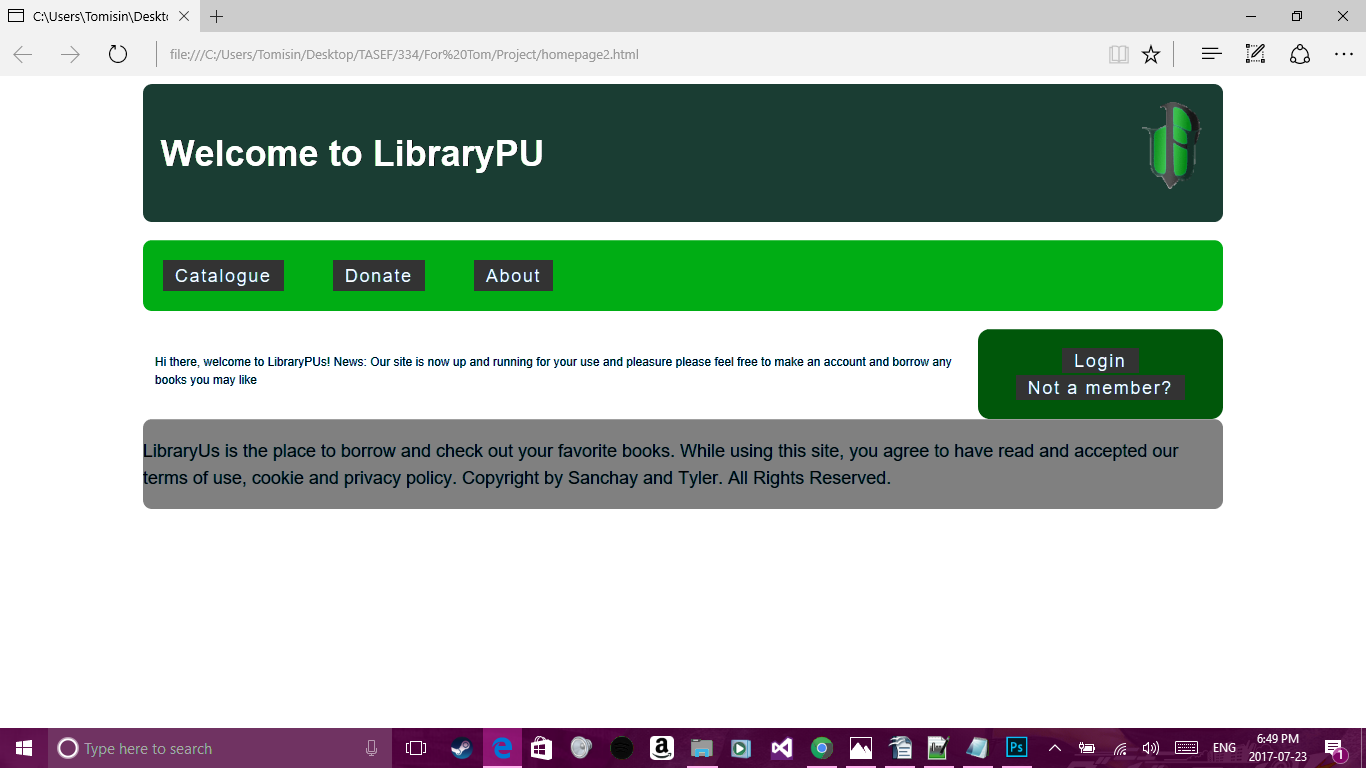 C:\Users\Tomisin\Deskto
file:///C:/Users/Tomisin/Desktop/TASEF/334/For%20Tom/Project/homepage2.html
Welcome to LibraryPU
Catalogue Donate About
Hi there, welcome to LibraryPUs! News: Our site is now up and running for your use and pleasure please feel free to make an account and borrow any
books you may like
Login
Not a member?
LibraryUs is the place to borrow and check out your favorite books. While using this site, you agree to have read and accepted our
terms of use, cookie and privacy policy. Copyright by Sanchay and Tyler. All Rights Reserved.
Type here to search
Ps
ENG
6:49 PM
2017-07-23
1